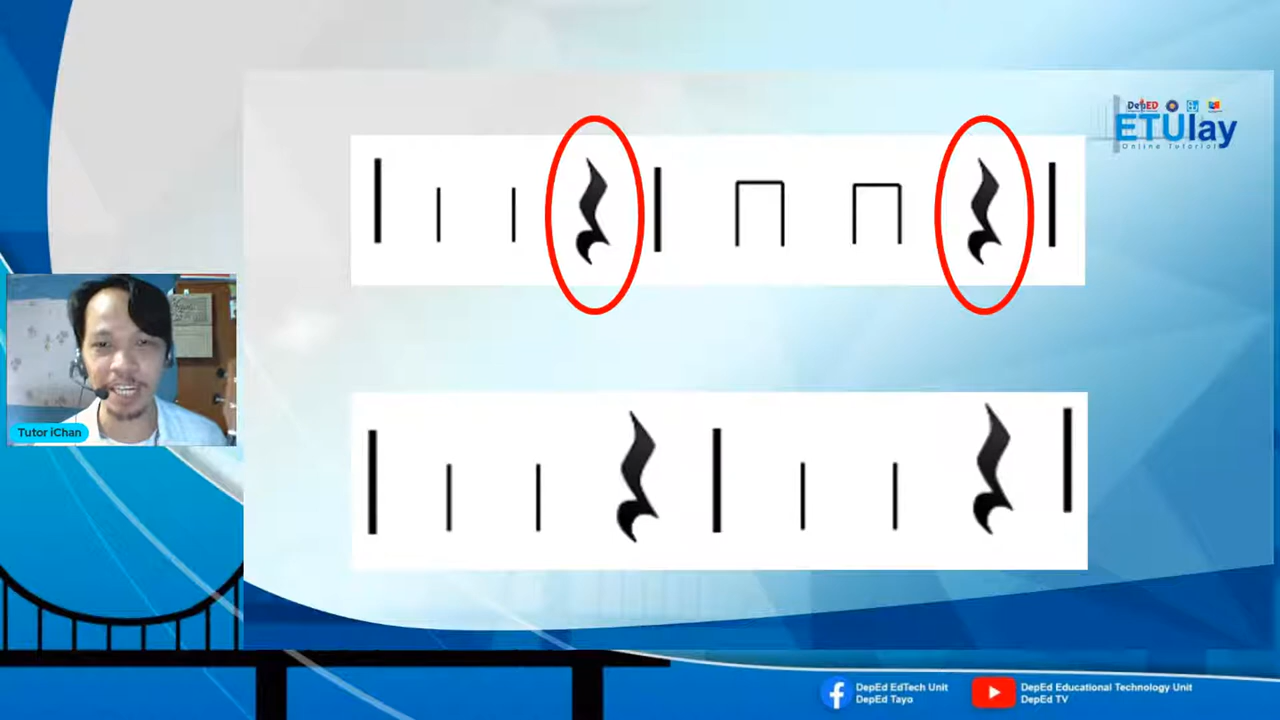 DepED
ETUlay
Online Tutorial
Tutor iChan
DepEd EdTech Unit
DepEd Tayo
DepEd Educational Technology Unit
DepEd TV